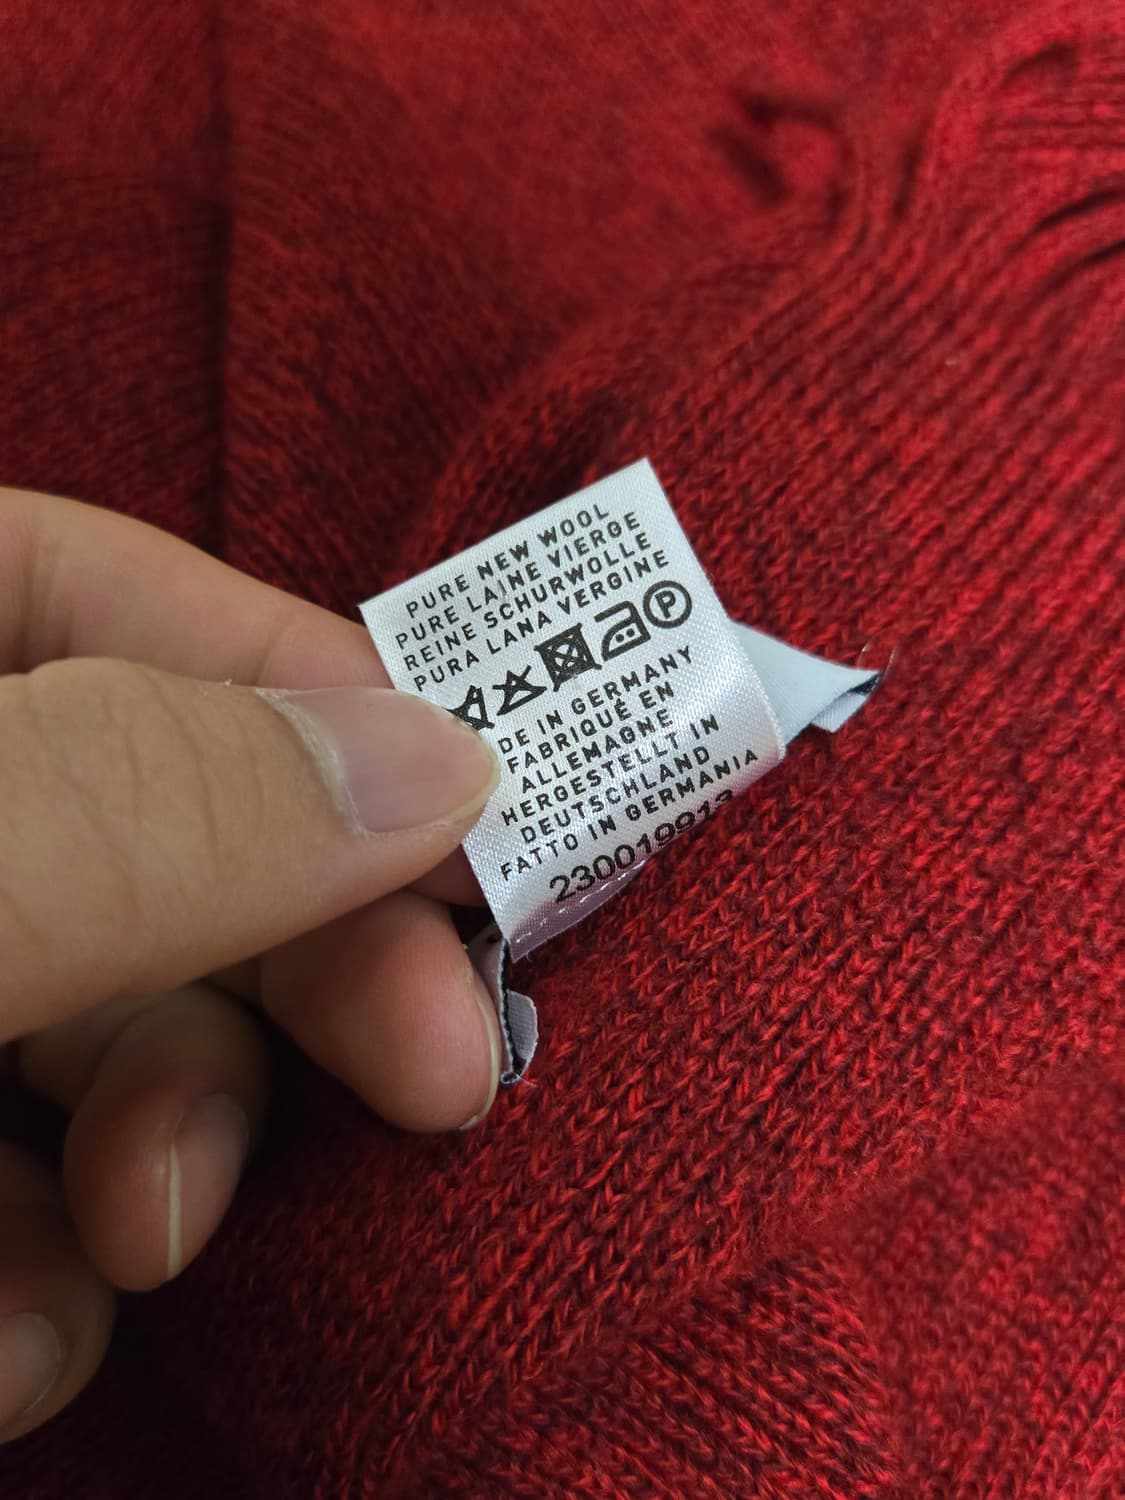 PURE NEW WOOL
PURE LAINE VIERGE
REINE SCHURWOLLE
PURA LANA VERGINE
P
DE IN GERMANY
FABRIQUÉ EN
ALLEMAGNE
HERGESTELLT IN
DEUTSCHLAND
FATTO IN GERMANIA
230019913